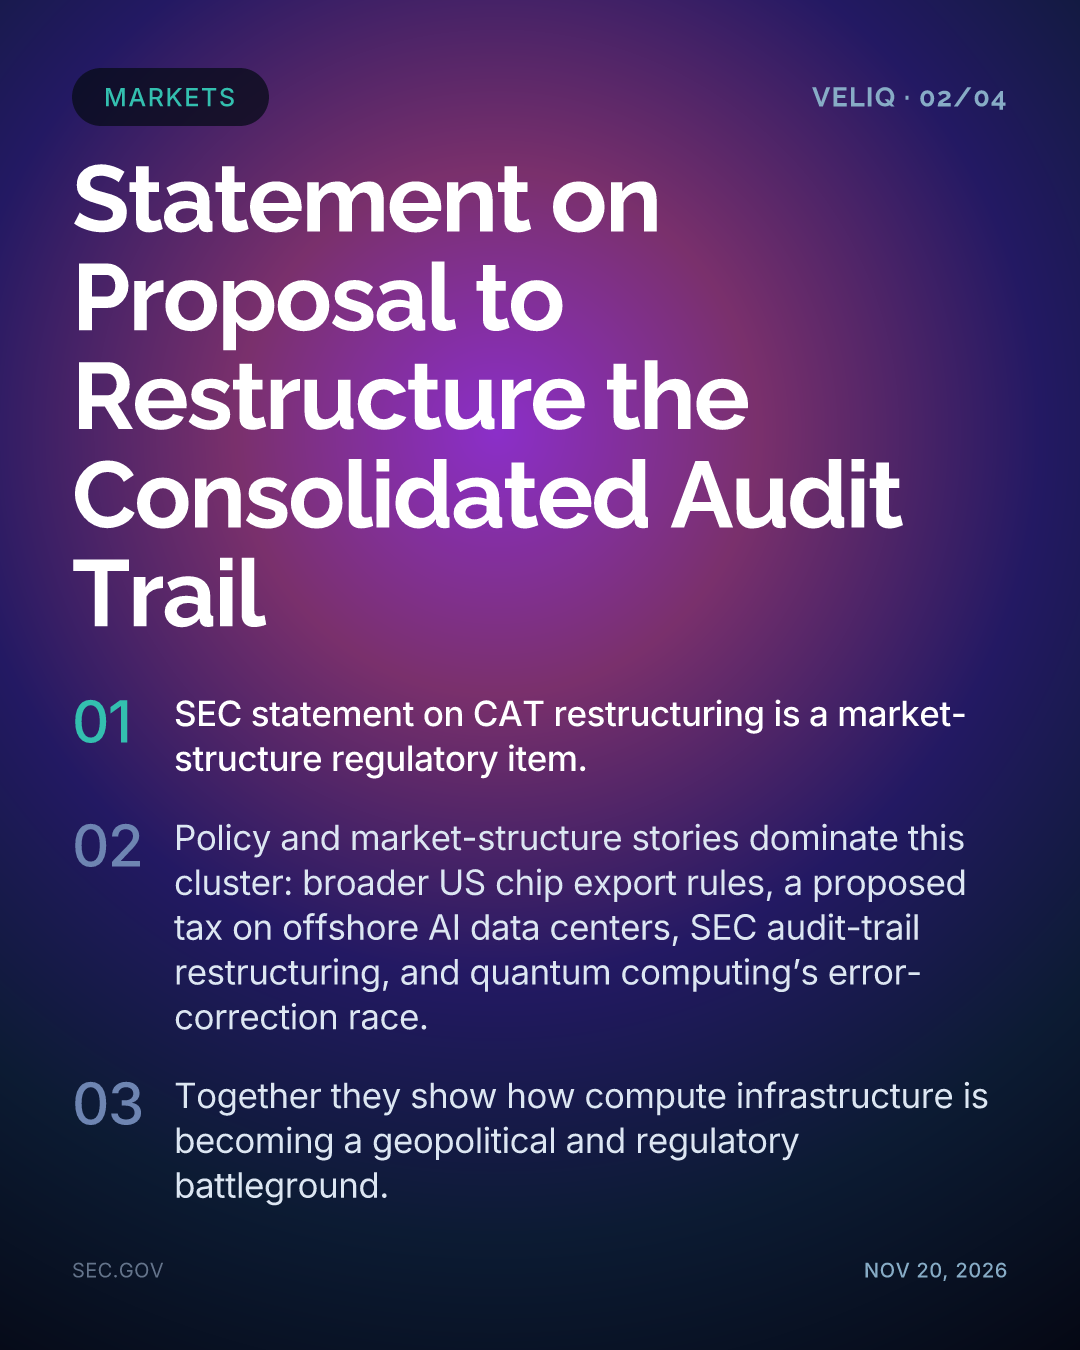 MARKETS
VELIQ · 02/04
Statement on
Proposal to
Restructure the
Consolidated Audit
Trail
01
SEC statement on CAT restructuring is a market-
structure regulatory item.
02
Policy and market-structure stories dominate this
cluster: broader US chip export rules, a proposed
tax on offshore AI data centers, SEC audit-trail
restructuring, and quantum computing’s error-
correction race.
03
Together they show how compute infrastructure is
becoming a geopolitical and regulatory
battleground.
SEC.GOV
NOV 20, 2026